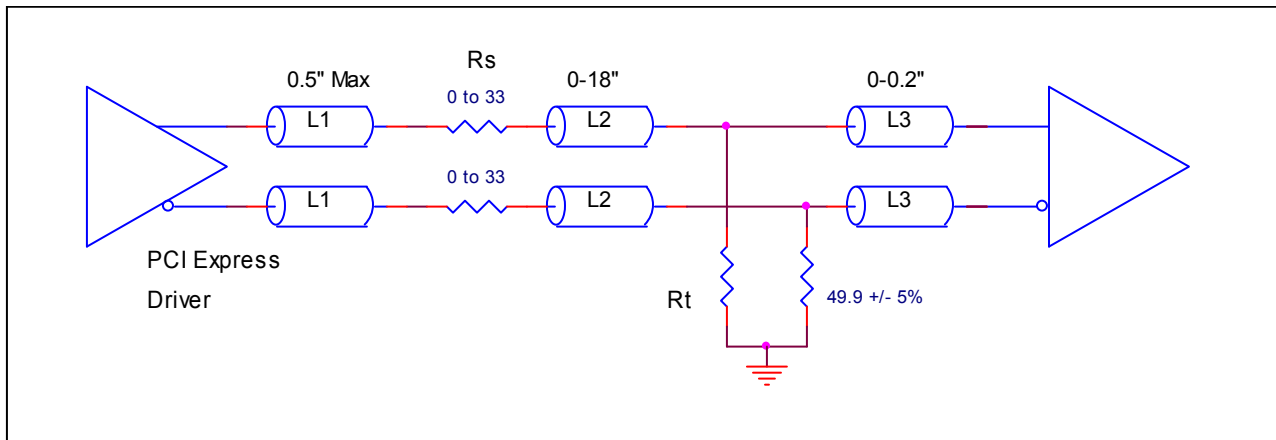 Rs
0.5" Max
0 to 33
0-18"
0-0.2"
L1
L2
L3
0 to 33
L1
L2
L3
PCI Express
Driver
Rt
49.9 +/- 5%